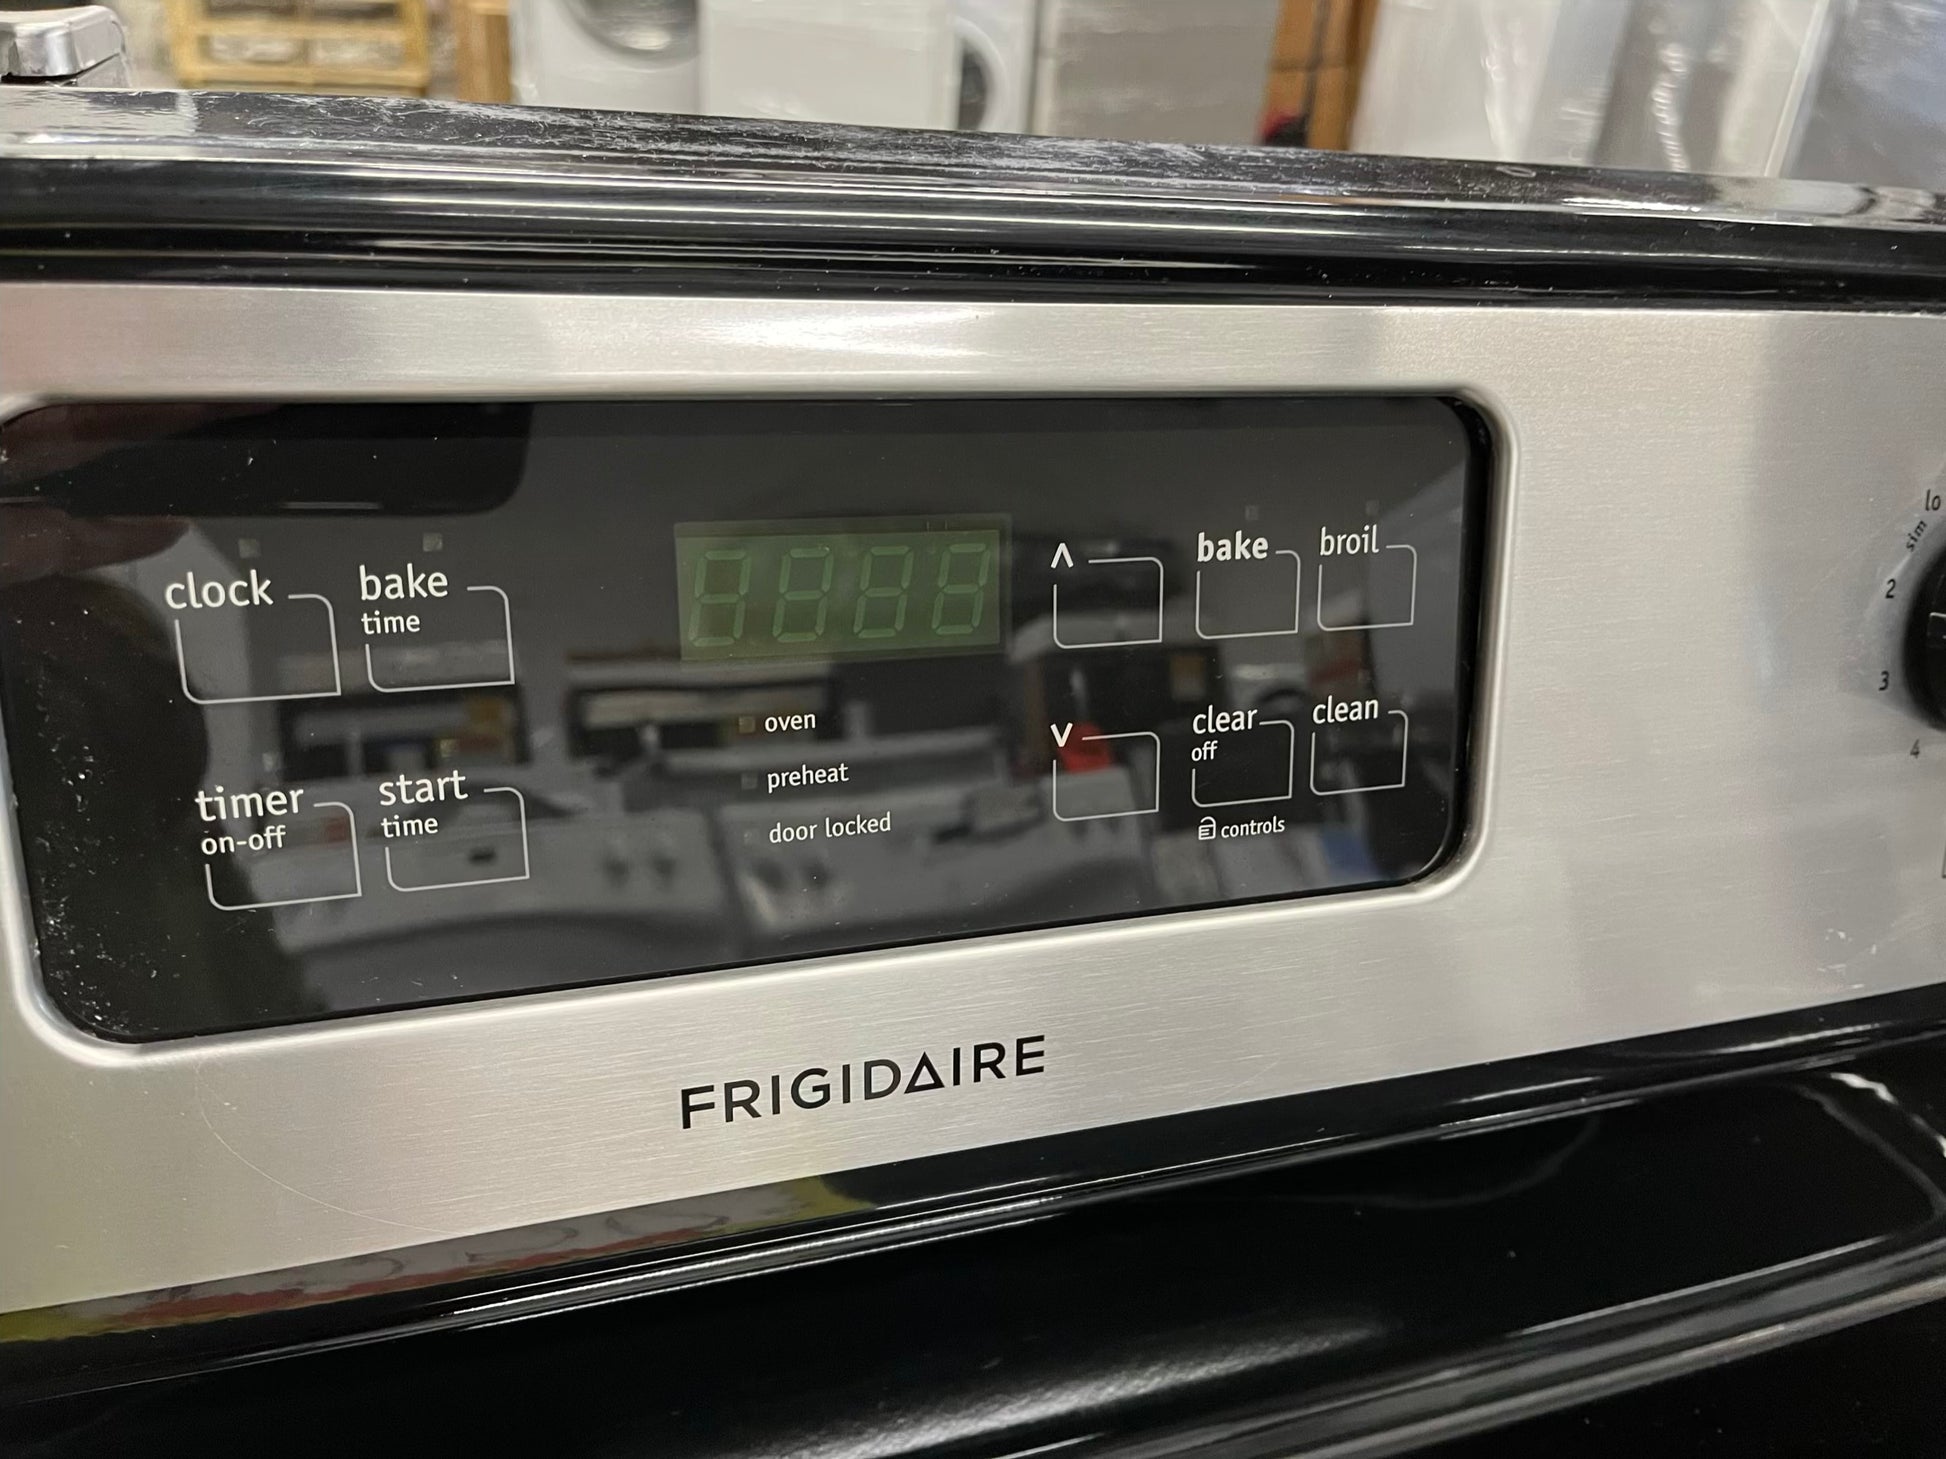 clock
bake
time
timer
on-off
start
time
oven
preheat
door locked
Λ
V
bake
broil
clear
off
clean
controls
FRIGIDAIRE
lo
sim
2
3
4